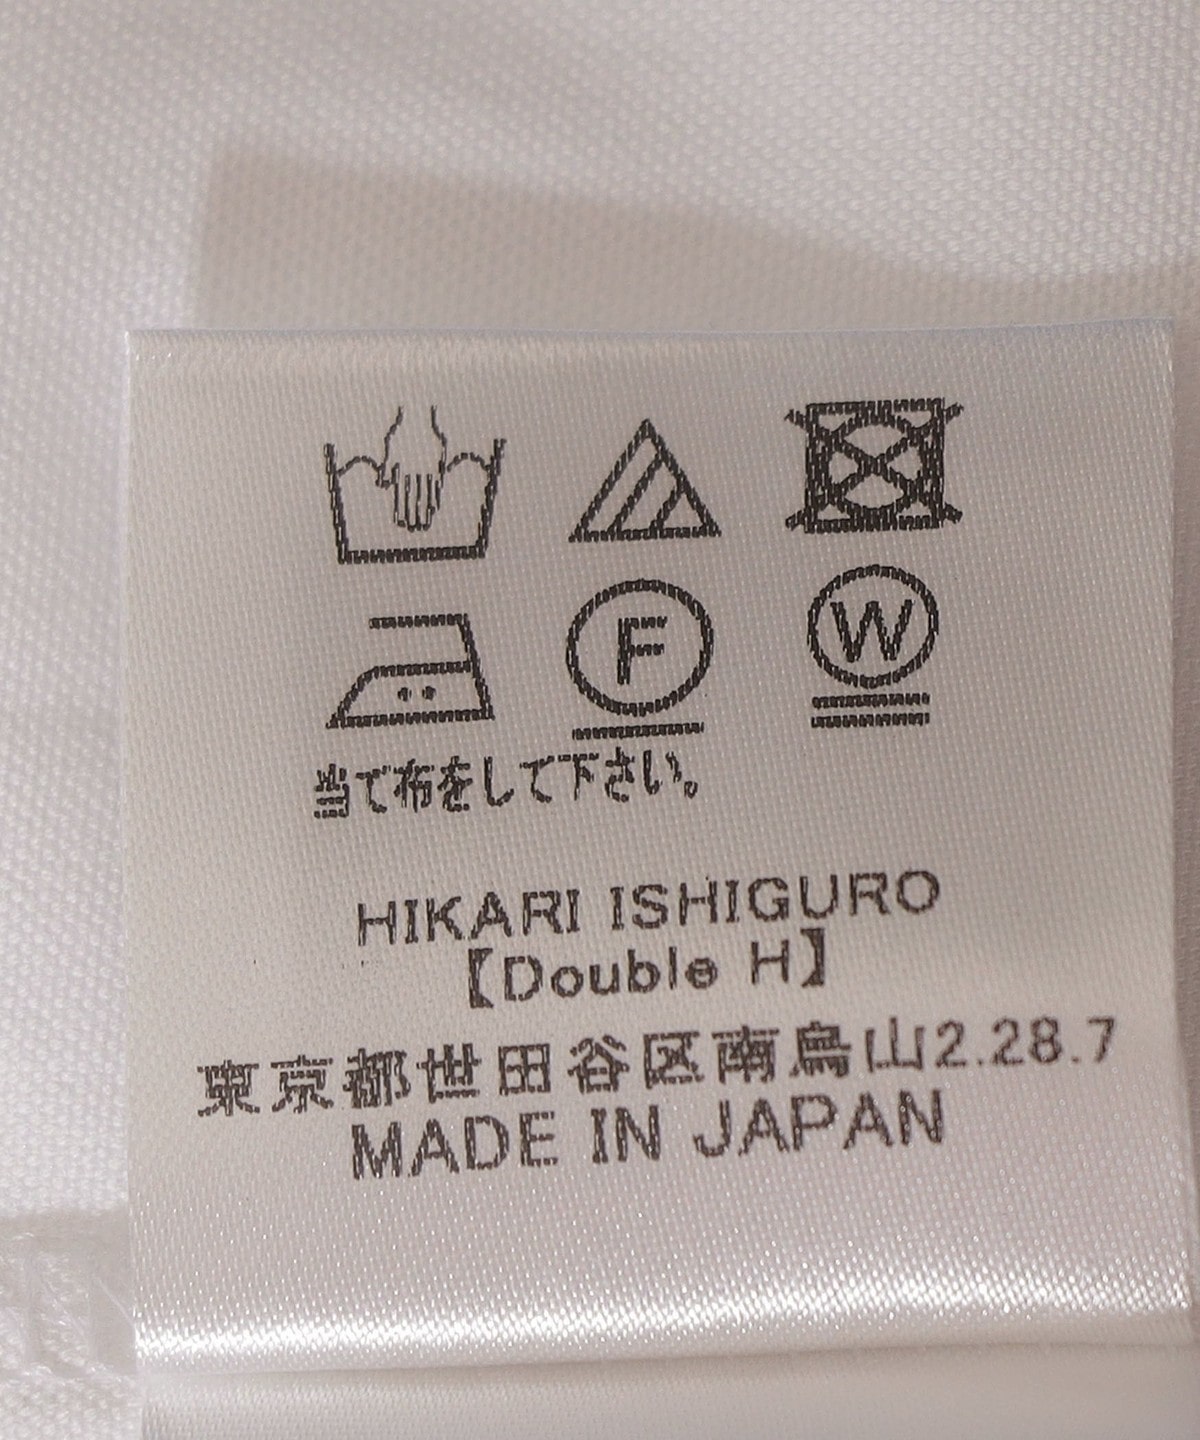 F W
当て布をして下さい。
HIKARI ISHIGURO
【Double H】
東京都世田谷区南烏山2.28.7
MADE IN JAPAN